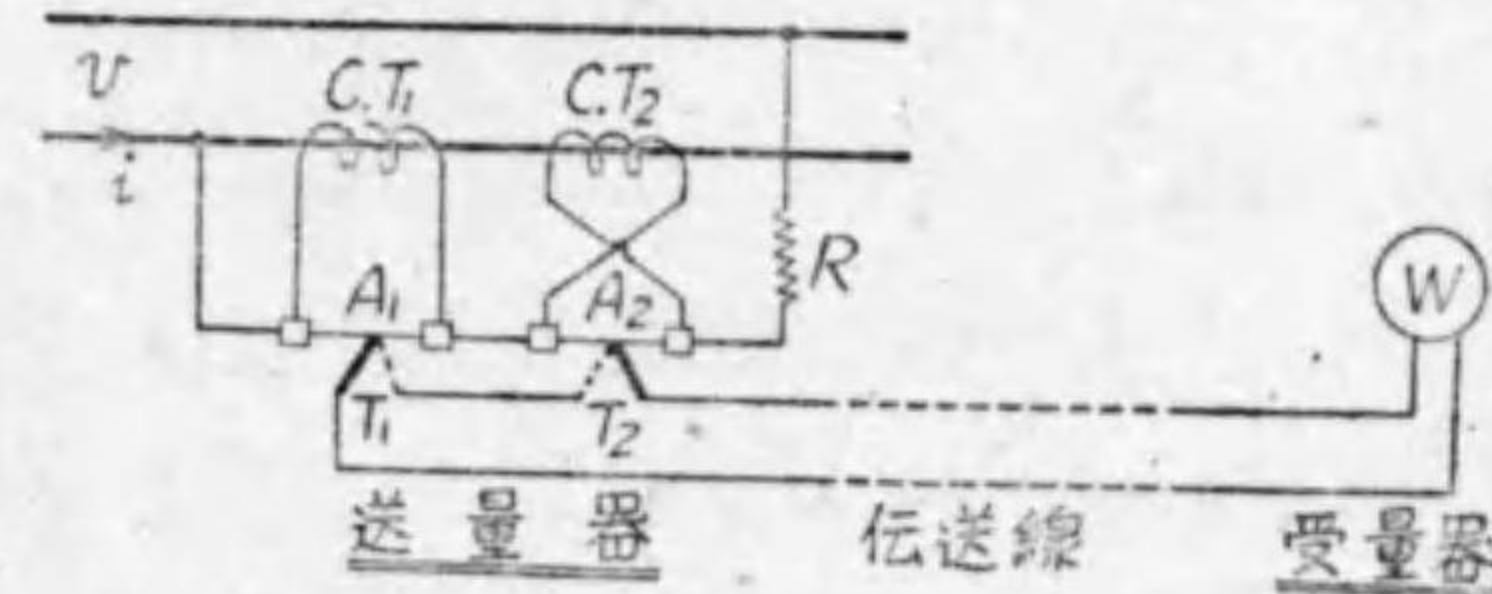 v
C.T₁ C.T₂
i
R
A₁ A₂
W
T₁ T₂
送量器 伝送線 受量器